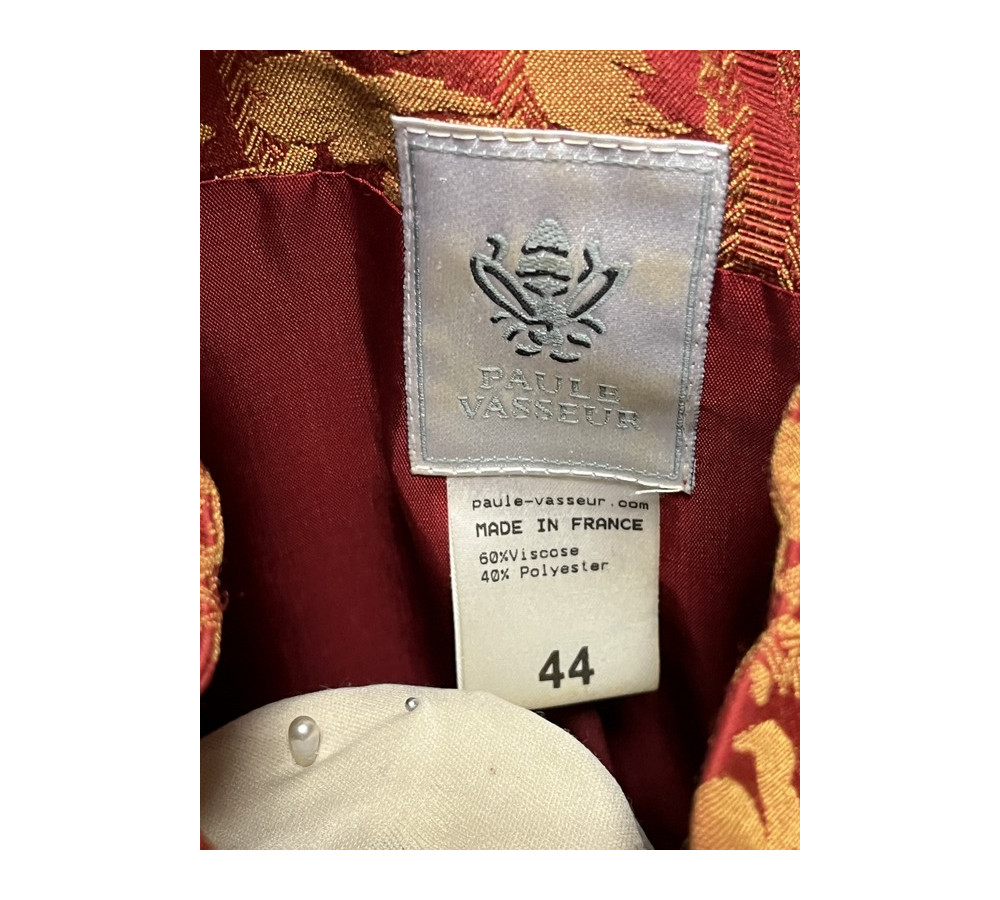 PAULE
VASSEUR
paule-vasseur.com
MADE IN FRANCE
60%Viscose
40% Polyester
44